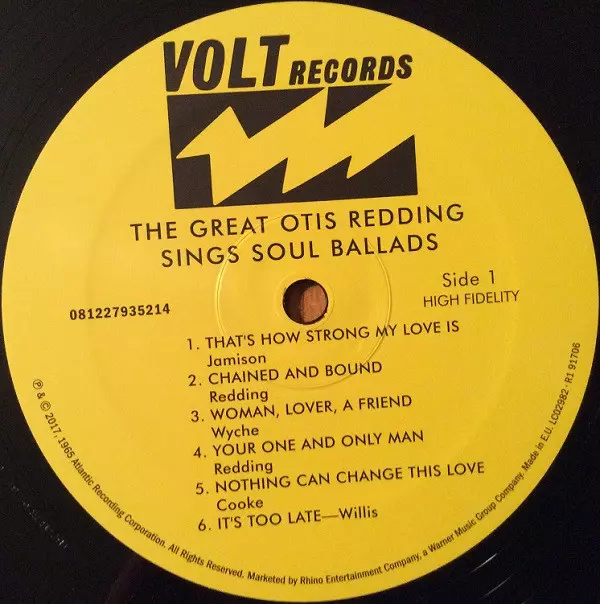 VOLT RECORDS
THE GREAT OTIS REDDING
SINGS SOUL BALLADS
Side 1
081227935214
HIGH FIDELITY
1. THAT'S HOW STRONG MY LOVE IS
Jamison
2. CHAINED AND BOUND
Redding
3. WOMAN, LOVER, A FRIEND
Wyche
4. YOUR ONE AND ONLY MAN
Redding
5. NOTHING CAN CHANGE THIS LOVE
Cooke
6. IT'S TOO LATE—Willis
℗ & © 2017, 1965 Atlantic Recording Corporation. All Rights Reserved. Marketed by Rhino Entertainment Company, a Warner Music Group Company. Made in E.U. LC02982 · R1 91706